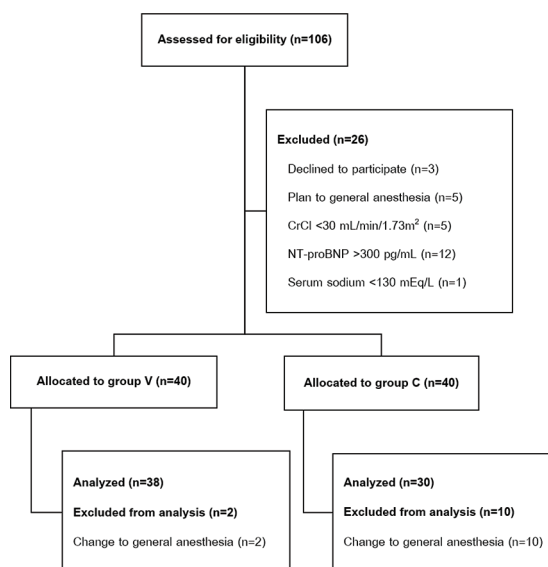 Assessed for eligibility (n=106)
Excluded (n=26)
Declined to participate (n=3)
Plan to general anesthesia (n=5)
CrCl <30 mL/min/1.73m²  (n=5)
NT-proBNP >300 pg/mL (n=12)
Serum sodium <130 mEq/L (n=1)
Allocated to group V (n=40)
Allocated to group C (n=40)
Analyzed (n=38)
Excluded from analysis (n=2)
Change to general anesthesia (n=2)
Analyzed (n=30)
Excluded from analysis (n=10)
Change to general anesthesia (n=10)